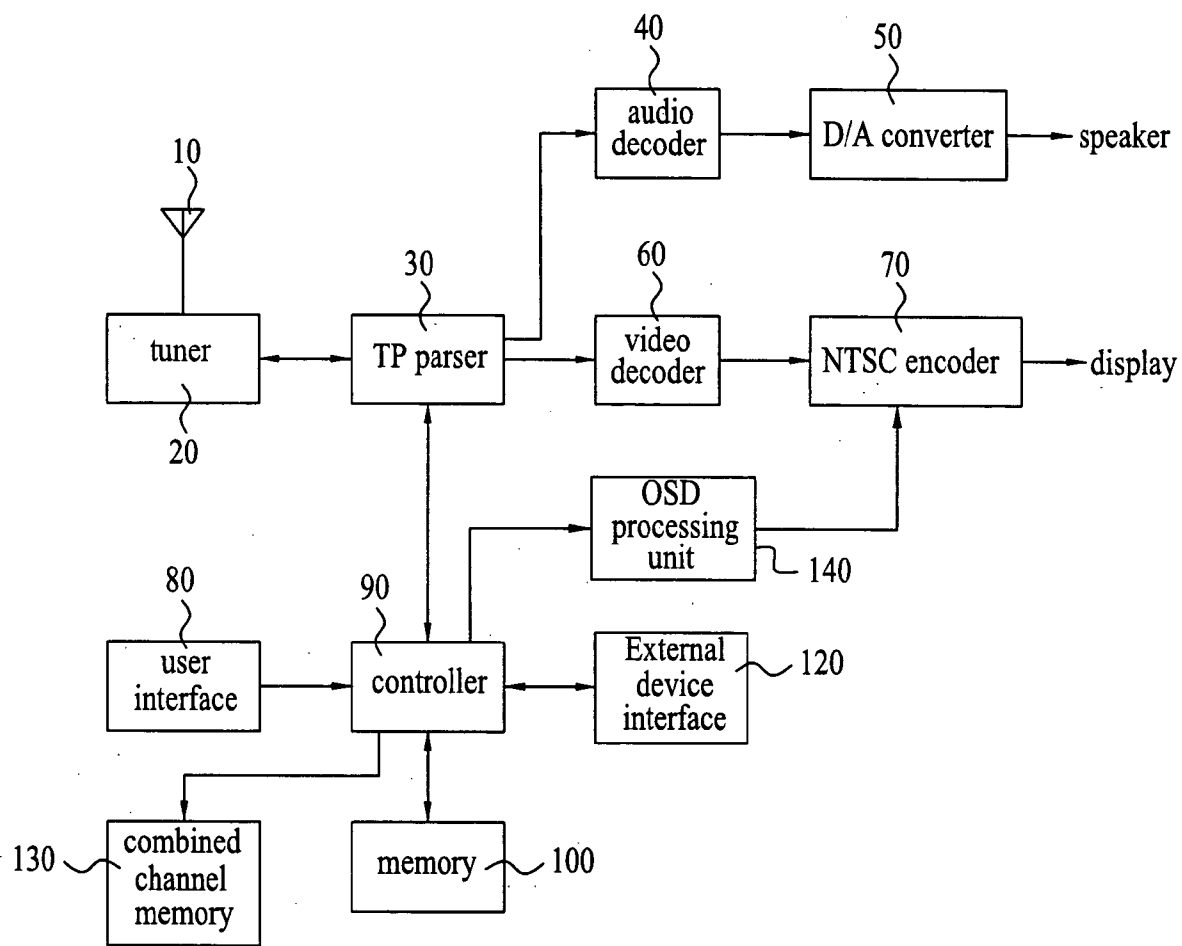 40
50
audio
decoder
D/A converter
speaker
10
30
60
70
tuner
TP parser
video
decoder
NTSC encoder
display
20
OSD
processing
unit
140
80
90
user
interface
controller
External
device
interface
120
combined
channel
memory
130
memory
100